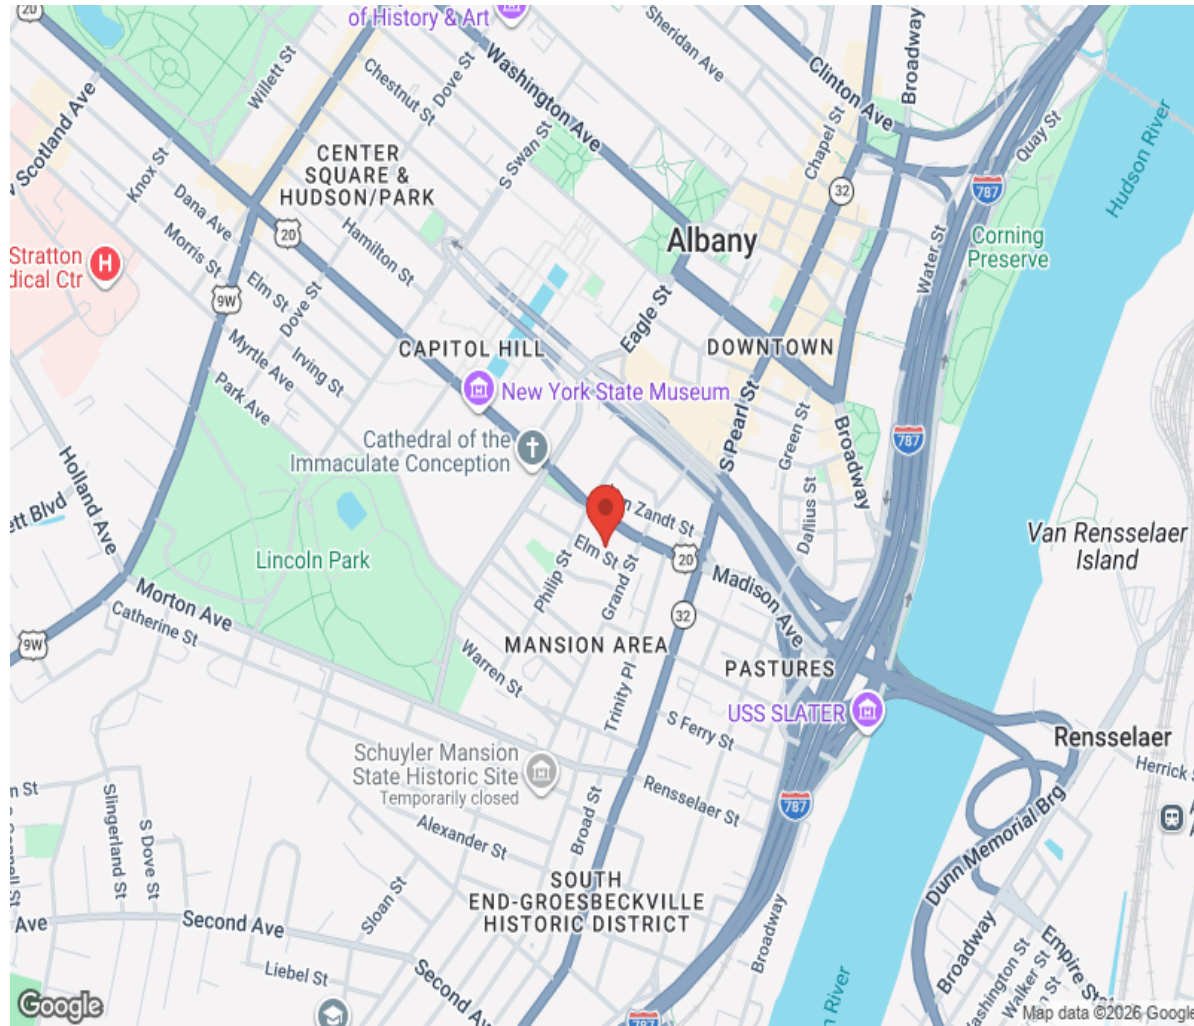 20
of History & Art
Willett St
Chestnut St
Dove St
Washington Ave
Sheridan Ave
Clinton Ave
Broadway
Quay St
Hudson River
Scotland Ave
Knox St
CENTER
SQUARE &
HUDSON/PARK
S Swan St
Chapel St
32
787
Dana Ave
Morris St
20
Hamilton St
Albany
Water St
Corning
Preserve
Stratton
dical Ctr
H
Elm St
Dove St
9W
Eagle St
Myrtle Ave
Irving St
Park Ave
CAPITOL HILL
DOWNTOWN
New York State Museum
S Pearl St
Green St
Broadway
787
Cathedral of the
Immaculate Conception
Holland Ave
ett Blvd
Lincoln Park
n Zandt St
Dallius St
Van Rensselaer
Island
Elm St
20
Philip St
Grand St
Madison Ave
Morton Ave
Catherine St
32
9W
MANSION AREA
PASTURES
Warren St
Trinity Pl
USS SLATER
S Ferry St
Rensselaer
Schuyler Mansion
State Historic Site
Temporarily closed
Herrick S
n St
Slingerland St
S Dove St
Rensselaer St
787
Alexander St
Broad St
Dunn Memorial Brg
SOUTH
END-GROESBECKVILLE
HISTORIC DISTRICT
Sloan St
Ave
Second Ave
Liebel St
Second Ave
Broadway
Broadway
Washington St
Walker St
Empire St
n River
787
Google
Map data ©2026 Google